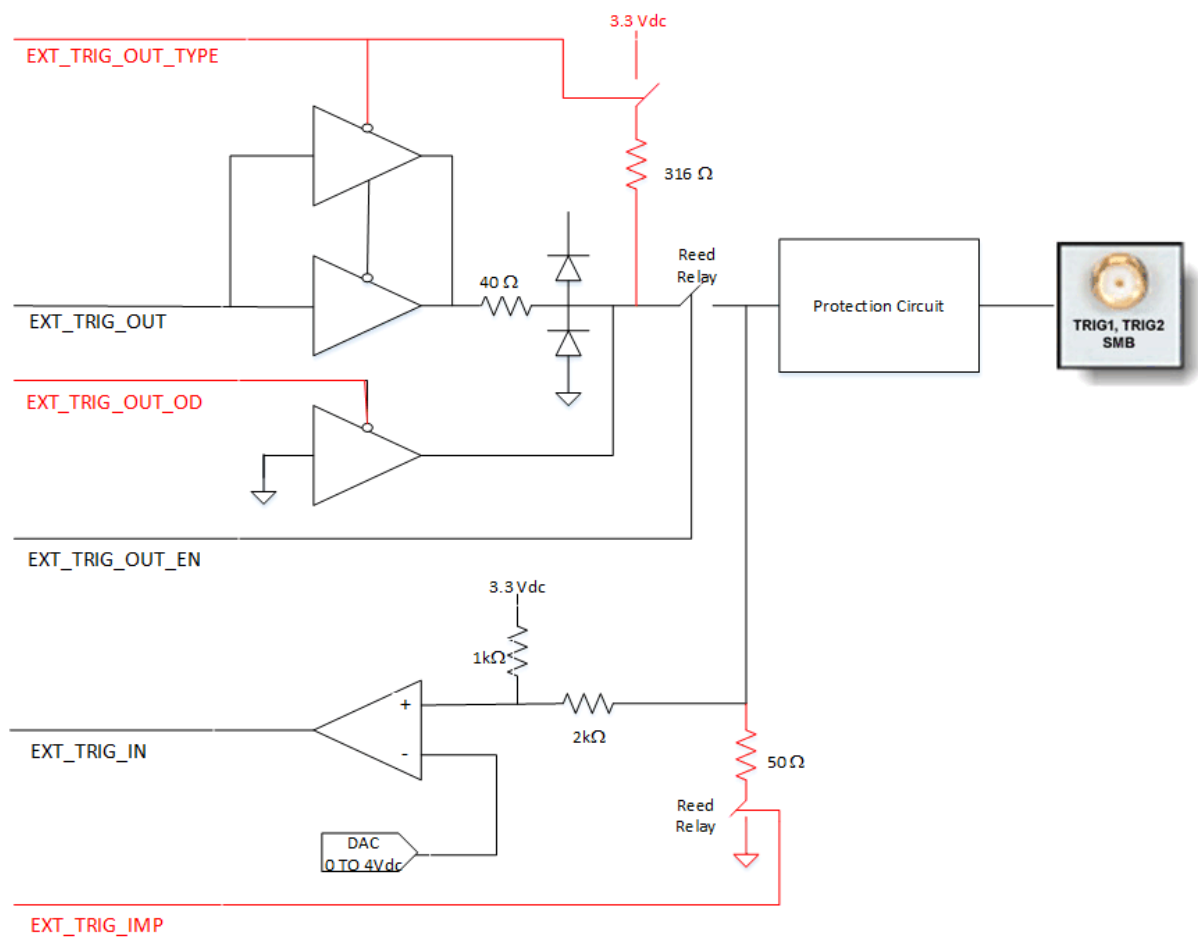 3.3 Vdc
EXT_TRIG_OUT_TYPE
316 Ω
Reed
Relay
40 Ω
EXT_TRIG_OUT
Protection Circuit
TRIG1, TRIG2
SMB
EXT_TRIG_OUT_OD
EXT_TRIG_OUT_EN
3.3 Vdc
1kΩ
+
2kΩ
EXT_TRIG_IN
-
50 Ω
Reed
Relay
DAC
0 TO 4Vdc
EXT_TRIG_IMP